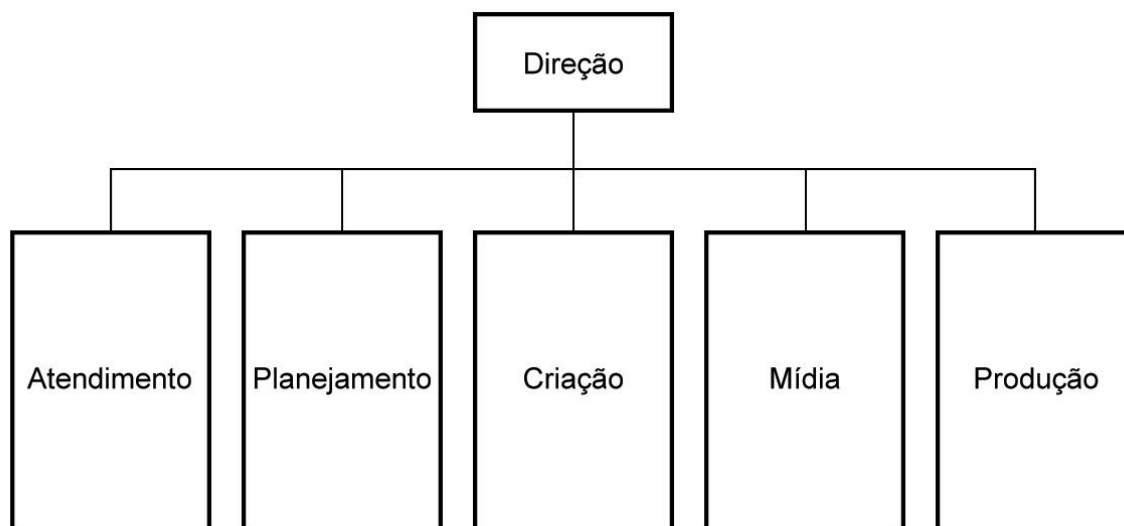 Direção
Atendimento
Planejamento
Criação
Mídia
Produção